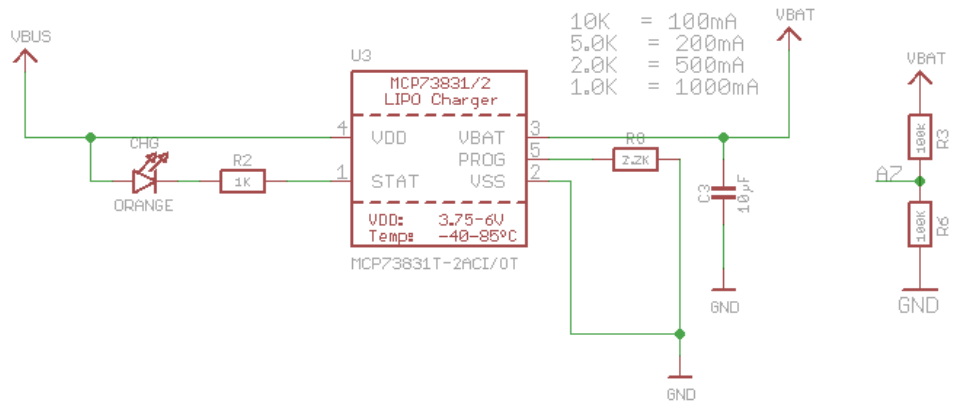 VBUS
U3
10K = 100mA
5.0K = 200mA
2.0K = 500mA
1.0K = 1000mA
VBAT
VBAT
MCP73831/2
LIPO Charger
4 VDD VBAT 3
PROG 5
1 STAT VSS 2
CHG
R2
1K
ORANGE
VDD: 3.75-6V
Temp: -40-85°C
MCP73831T-2ACI/OT
2.2K
C3
10µF
GND
GND
R3
100K
A7
R6
100K
GND